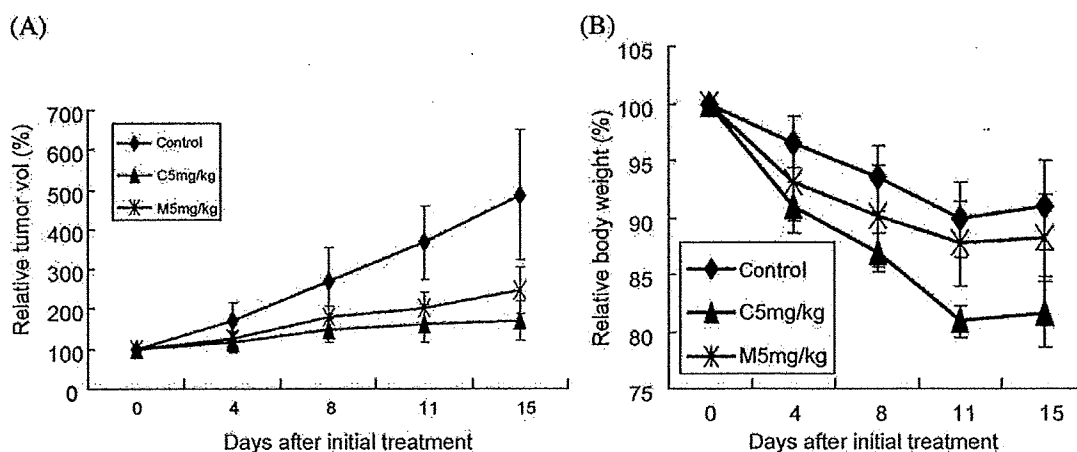 (A)
Relative tumor vol (%)
700
600
500
400
300
200
100
0
Control
C5mg/kg
M5mg/kg
0 4 8 11 15
Days after initial treatment
(B)
Relative body weight (%)
105
100
95
90
85
80
75
Control
C5mg/kg
M5mg/kg
0 4 8 11 15
Days after initial treatment